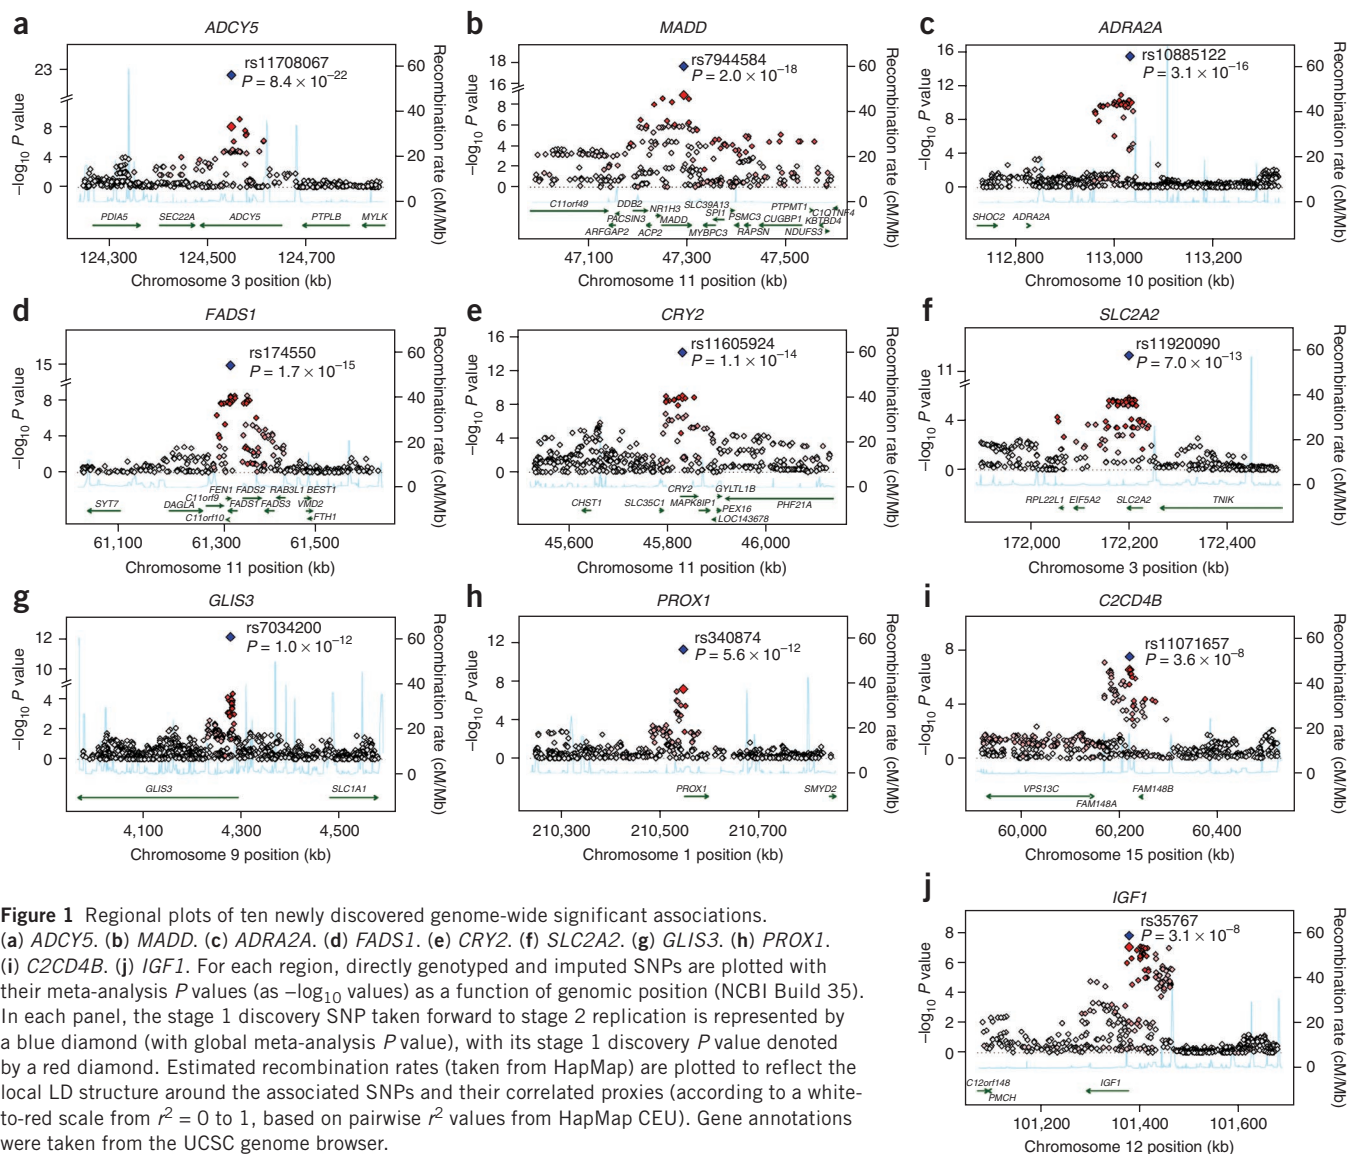 a
ADCY5
rs11708067
P = 8.4 × 10−22
23
8
4
0
−log10 P value
60
40
20
0
Recombination rate (cM/Mb)
PDIA5 SEC22A ADCY5 PTPLB MYLK
124,300 124,500 124,700
Chromosome 3 position (kb)
b
MADD
rs7944584
P = 2.0 × 10−18
18
16
8
6
4
2
0
−log10 P value
60
40
20
0
Recombination rate (cM/Mb)
C11orf49 DDB2 SLC39A13 PTPMT1 C1QTNF4
PACSIN3 NR1H3 SPI1 PSMC3 CUGBP1 KBTBD4
MADD
ARFGAP2 ACP2 MYBPC3 RAPSN NDUFS3
47,100 47,300 47,500
Chromosome 11 position (kb)
c
ADRA2A
rs10885122
P = 3.1 × 10−16
16
12
8
4
0
−log10 P value
60
40
20
0
Recombination rate (cM/Mb)
SHOC2 ADRA2A
112,800 113,000 113,200
Chromosome 10 position (kb)
d
FADS1
rs174550
P = 1.7 × 10−15
15
8
4
0
−log10 P value
60
40
20
0
Recombination rate (cM/Mb)
FEN1 FADS2 RAB3L1 BEST1
C11orf9
SYT7 DAGLA FADS1 FADS3 VMD2
C11orf10 FTH1
61,100 61,300 61,500
Chromosome 11 position (kb)
e
CRY2
rs11605924
P = 1.1 × 10−14
16
12
8
4
0
−log10 P value
60
40
20
0
Recombination rate (cM/Mb)
CRY2 GYLTL1B
CHST1 SLC35C1 MAPK8IP1 PHF21A
PEX16
LOC143678
45,600 45,800 46,000
Chromosome 11 position (kb)
f
SLC2A2
rs11920090
P = 7.0 × 10−13
11
4
0
−log10 P value
60
40
20
0
Recombination rate (cM/Mb)
RPL22L1 EIF5A2 SLC2A2 TNIK
172,000 172,200 172,400
Chromosome 3 position (kb)
g
GLIS3
rs7034200
P = 1.0 × 10−12
12
10
4
2
0
−log10 P value
60
40
20
0
Recombination rate (cM/Mb)
GLIS3 SLC1A1
4,100 4,300 4,500
Chromosome 9 position (kb)
h
PROX1
rs340874
P = 5.6 × 10−12
12
8
4
0
−log10 P value
60
40
20
0
Recombination rate (cM/Mb)
PROX1 SMYD2
210,300 210,500 210,700
Chromosome 1 position (kb)
i
C2CD4B
rs11071657
P = 3.6 × 10−8
8
4
0
−log10 P value
60
40
20
0
Recombination rate (cM/Mb)
VPS13C FAM148B
FAM148A
60,000 60,200 60,400
Chromosome 15 position (kb)
j
IGF1
rs35767
P = 3.1 × 10−8
8
6
4
2
0
−log10 P value
60
40
20
0
Recombination rate (cM/Mb)
C12orf148 IGF1
PMCH
101,200 101,400 101,600
Chromosome 12 position (kb)
Figure 1 Regional plots of ten newly discovered genome-wide significant associations.
(a) ADCY5. (b) MADD. (c) ADRA2A. (d) FADS1. (e) CRY2. (f) SLC2A2. (g) GLIS3. (h) PROX1.
(i) C2CD4B. (j) IGF1. For each region, directly genotyped and imputed SNPs are plotted with
their meta-analysis P values (as −log10 values) as a function of genomic position (NCBI Build 35).
In each panel, the stage 1 discovery SNP taken forward to stage 2 replication is represented by
a blue diamond (with global meta-analysis P value), with its stage 1 discovery P value denoted
by a red diamond. Estimated recombination rates (taken from HapMap) are plotted to reflect the
local LD structure around the associated SNPs and their correlated proxies (according to a white-
to-red scale from r2 = 0 to 1, based on pairwise r2 values from HapMap CEU). Gene annotations
were taken from the UCSC genome browser.